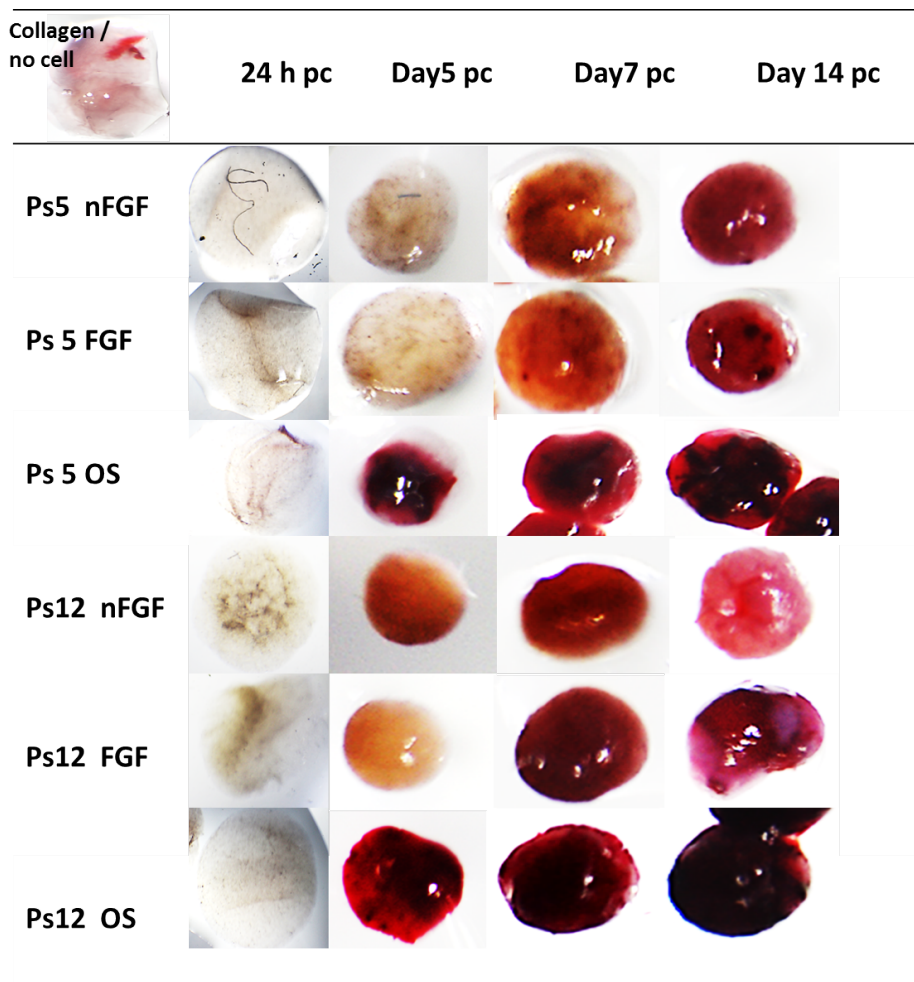 Collagen /
no cell
24 h pc Day5 pc Day7 pc Day 14 pc
Ps5 nFGF
Ps 5 FGF
Ps 5 OS
Ps12 nFGF
Ps12 FGF
Ps12 OS